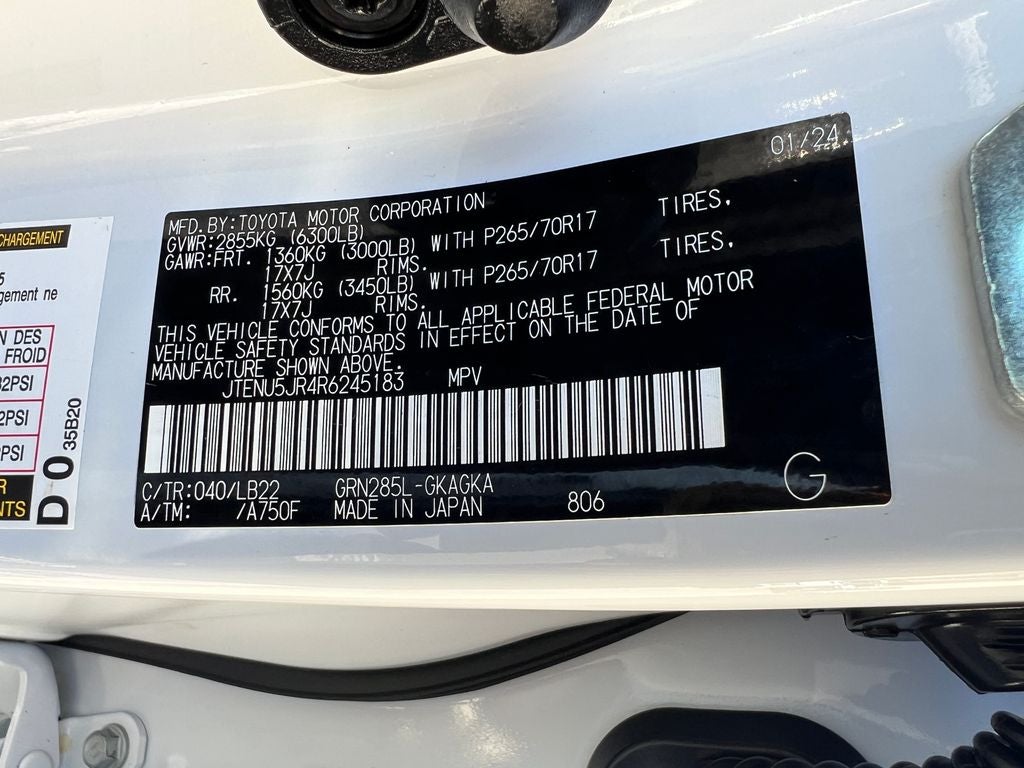 01/24
MFD.BY:TOYOTA MOTOR CORPORATION
GVWR:2855KG (6300LB)
GAWR:FRT. 1360KG (3000LB) WITH P265/70R17 TIRES,
17X7J RIMS.
RR. 1560KG (3450LB) WITH P265/70R17 TIRES,
17X7J RIMS.
THIS VEHICLE CONFORMS TO ALL APPLICABLE FEDERAL MOTOR
VEHICLE SAFETY STANDARDS IN EFFECT ON THE DATE OF
MANUFACTURE SHOWN ABOVE.
JTENU5JR4R6245183 MPV
C/TR:040/LB22 GRN285L-GKAGKA
A/TM: /A750F MADE IN JAPAN 806
G
CHARGEMENT
5
gement ne
N DES
FROID
32PSI
2PSI
PSI
R
NTS
D 0 35B20